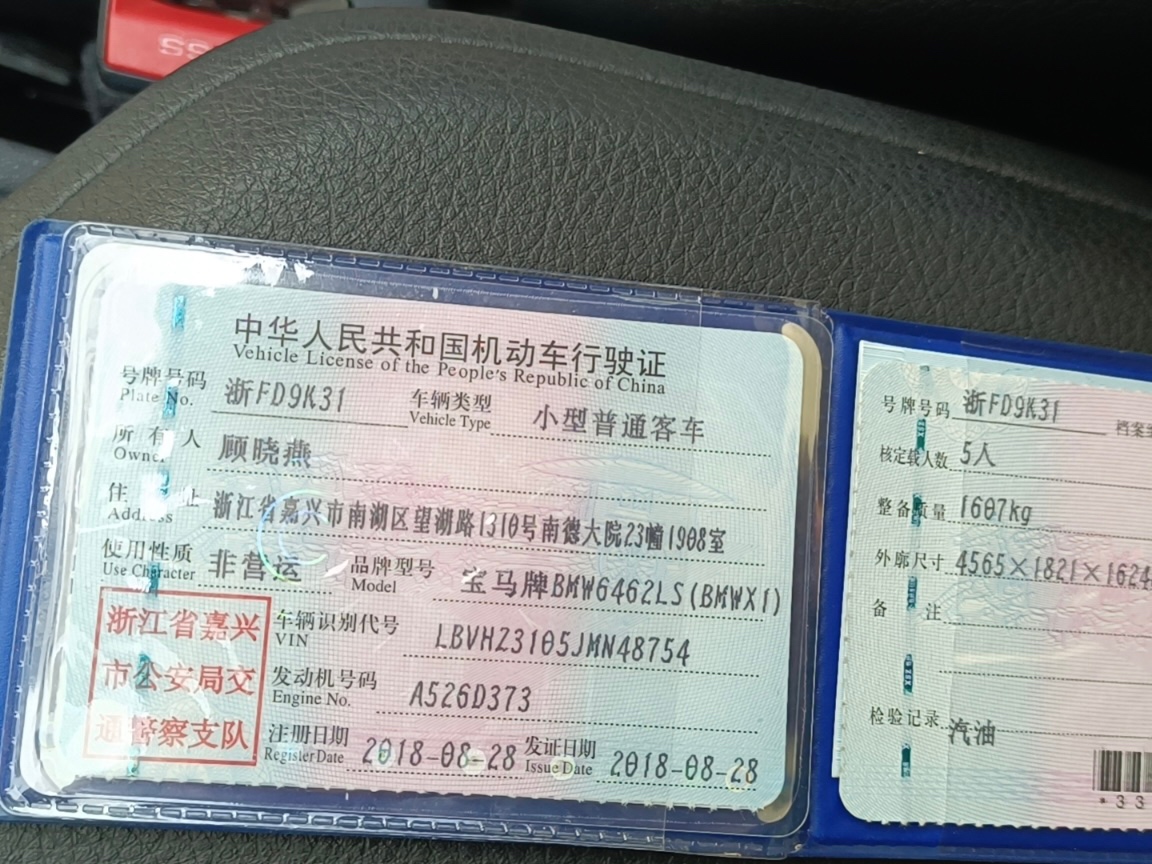 中华人民共和国机动车行驶证
Vehicle License of the People's Republic of China
号牌号码 浙FD9K31 车辆类型 小型普通客车
Plate No. Vehicle Type
所有人 顾晓燕
Owner
住址 浙江省嘉兴市南湖区望湖路1310号南德大院23幢1908室
Address
使用性质 非营运 品牌型号 宝马牌BMW6462LS(BMWX1)
Use Character Model
浙江省嘉兴
市公安局交
通警察支队
车辆识别代号 LBVHZ3105JMN48754
VIN
发动机号码 A526D373
Engine No.
注册日期 2018-08-28 发证日期 2018-08-28
Register Date Issue Date
号牌号码 浙FD9K31 档案
核定载人数 5人
整备质量 1607kg
外廓尺寸 4565×1821×1624
备注
检验记录 汽油
*33